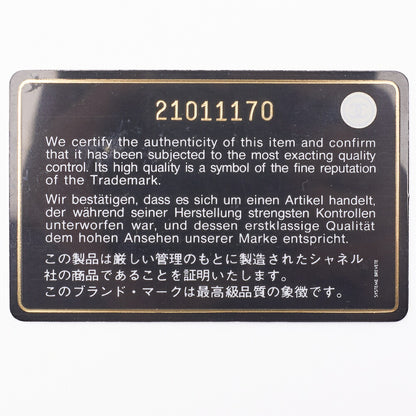 21011170
We certify the authenticity of this item and confirm
that it has been subjected to the most exacting quality
control. Its high quality is a symbol of the fine reputation
of the Trademark.
Wir bestätigen, dass es sich um einen Artikel handelt,
der während seiner Herstellung strengsten Kontrollen
unterworfen war, und dessen erstklassige Qualität
dem hohen Ansehen unserer Marke entspricht.
この製品は厳しい管理のもとに製造されたシャネル
社の商品であることを証明いたします。
このブランド・マークは最高級品質の象徴です。
SYSTEME BREVETE